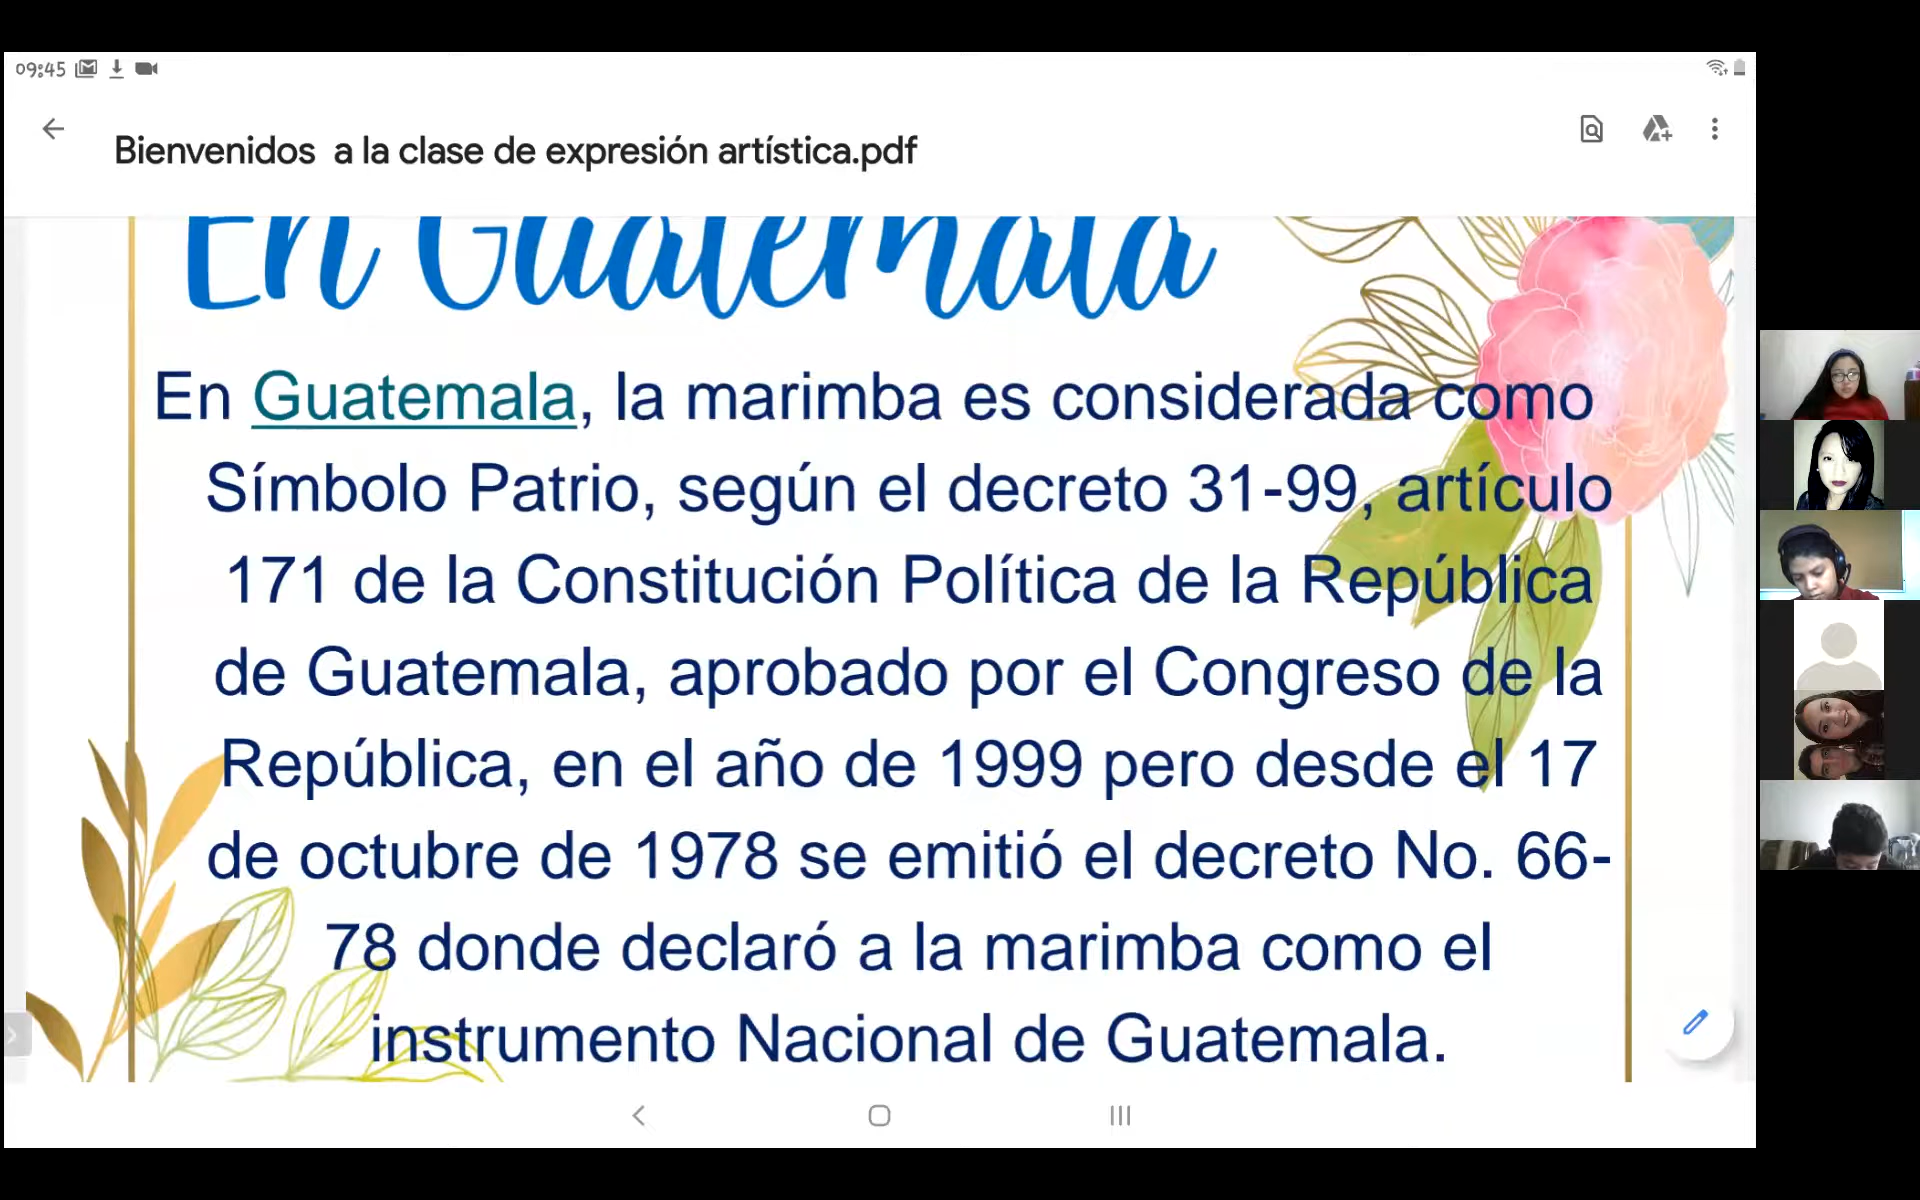 09:45
Bienvenidos a la clase de expresión artística.pdf
En Guatemala
En Guatemala, la marimba es considerada como
Símbolo Patrio, según el decreto 31-99, artículo
171 de la Constitución Política de la República
de Guatemala, aprobado por el Congreso de la
República, en el año de 1999 pero desde el 17
de octubre de 1978 se emitió el decreto No. 66-
78 donde declaró a la marimba como el
instrumento Nacional de Guatemala.